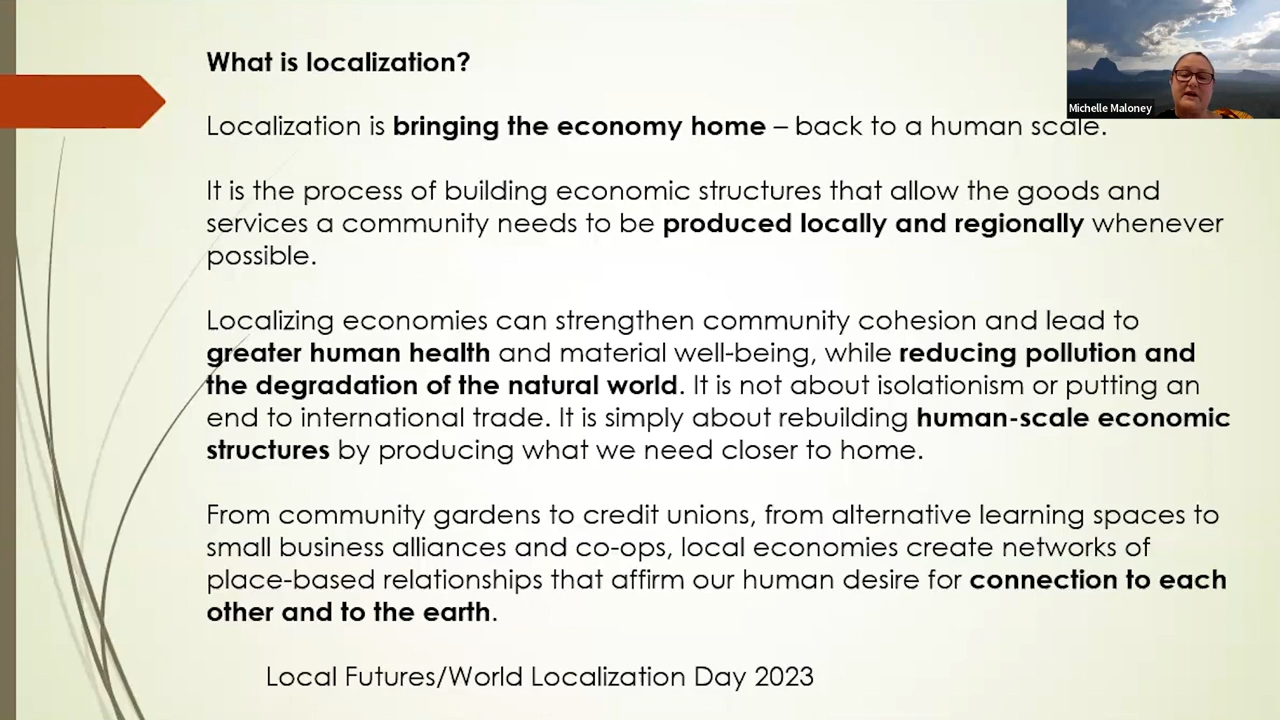 What is localization?
Localization is bringing the economy home – back to a human scale.
It is the process of building economic structures that allow the goods and
services a community needs to be produced locally and regionally whenever
possible.
Localizing economies can strengthen community cohesion and lead to
greater human health and material well-being, while reducing pollution and
the degradation of the natural world. It is not about isolationism or putting an
end to international trade. It is simply about rebuilding human-scale economic
structures by producing what we need closer to home.
From community gardens to credit unions, from alternative learning spaces to
small business alliances and co-ops, local economies create networks of
place-based relationships that affirm our human desire for connection to each
other and to the earth.
Local Futures/World Localization Day 2023
Michelle Maloney